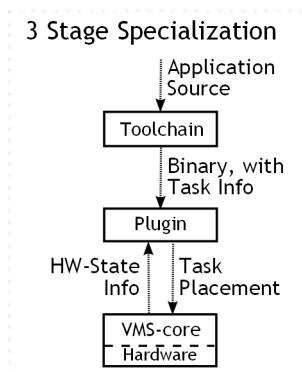 3 Stage Specialization
Application
Source
Toolchain
Binary, with
Task Info
Plugin
HW-State
Info
Task
Placement
VMS-core
Hardware